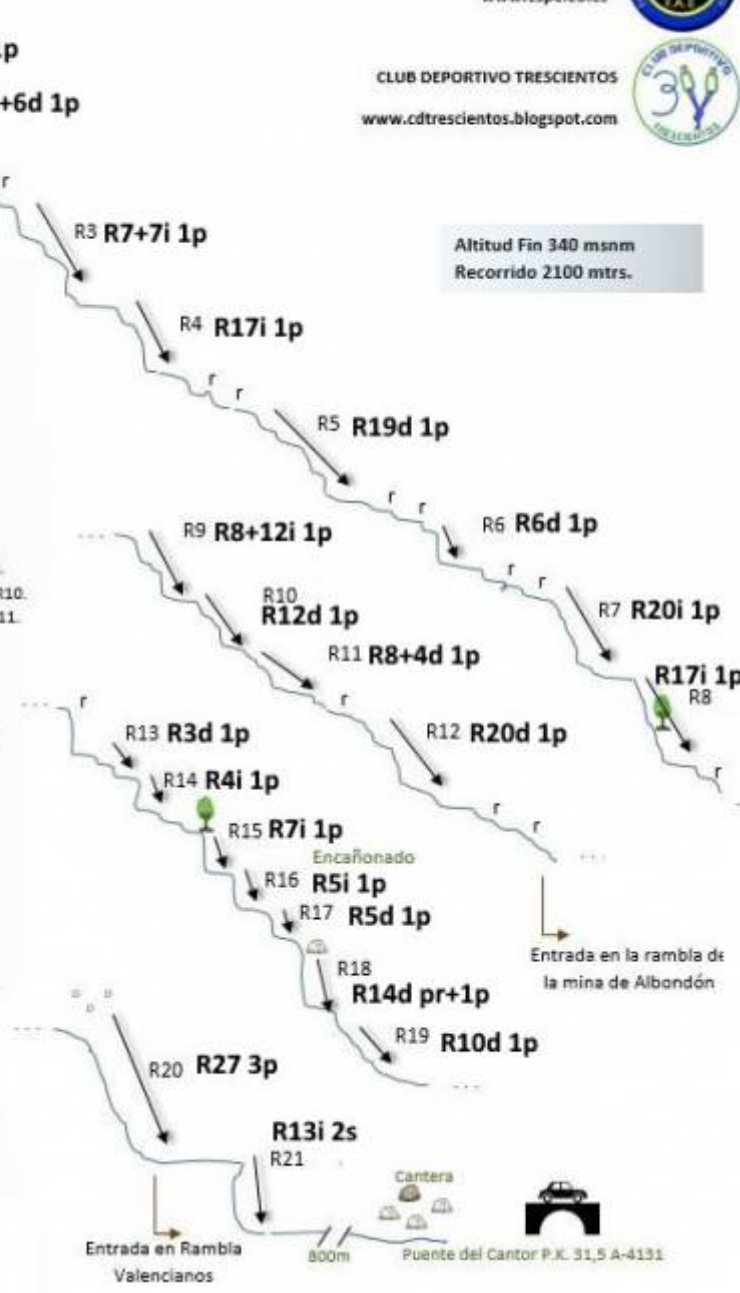 CLUB DEPORTIVO TRESCIENTOS
www.cdtrescientos.blogspot.com
CLUB DEPORTIVO
TRESCIENTOS
+6d 1p
r
R3 R7+7i 1p
Altitud Fin 340 msnm
Recorrido 2100 mtrs.
R4 R17i 1p
r r
R5 R19d 1p
r r
R6 R6d 1p
r r
R7 R20i 1p
R17i 1p
R8
r
R9 R8+12i 1p
R10
R12d 1p
R11 R8+4d 1p
r
R12 R20d 1p
r r
Entrada en la rambla de
la mina de Albondón
R10.
11.
r
R13 R3d 1p
R14 R4i 1p
R15 R7i 1p
Encañonado
R16 R5i 1p
R17 R5d 1p
R18
R14d pr+1p
R19 R10d 1p
R20 R27 3p
R13i 2s
R21
Entrada en Rambla
Valencianos
800m
Cantera
Puente del Cantor P.K. 31,5 A-4131